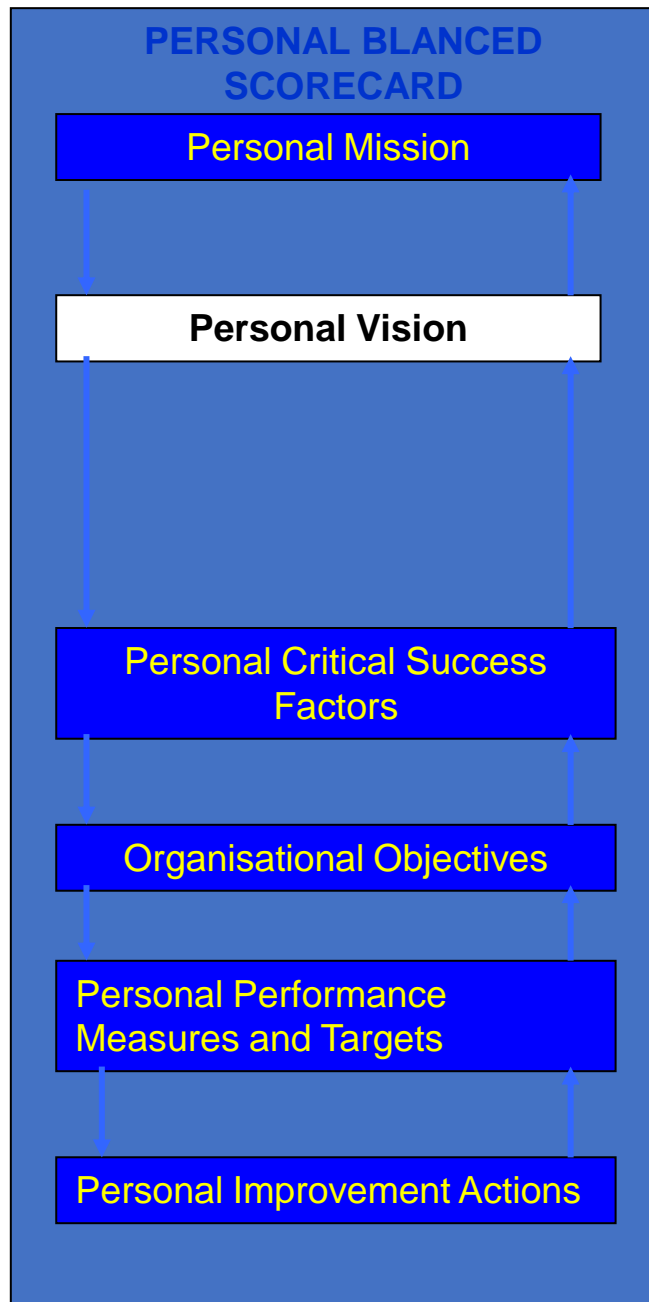 PERSONAL BLANCED
SCORECARD
Personal Mission
Personal Vision
Personal Critical Success
Factors
Organisational Objectives
Personal Performance
Measures and Targets
Personal Improvement Actions